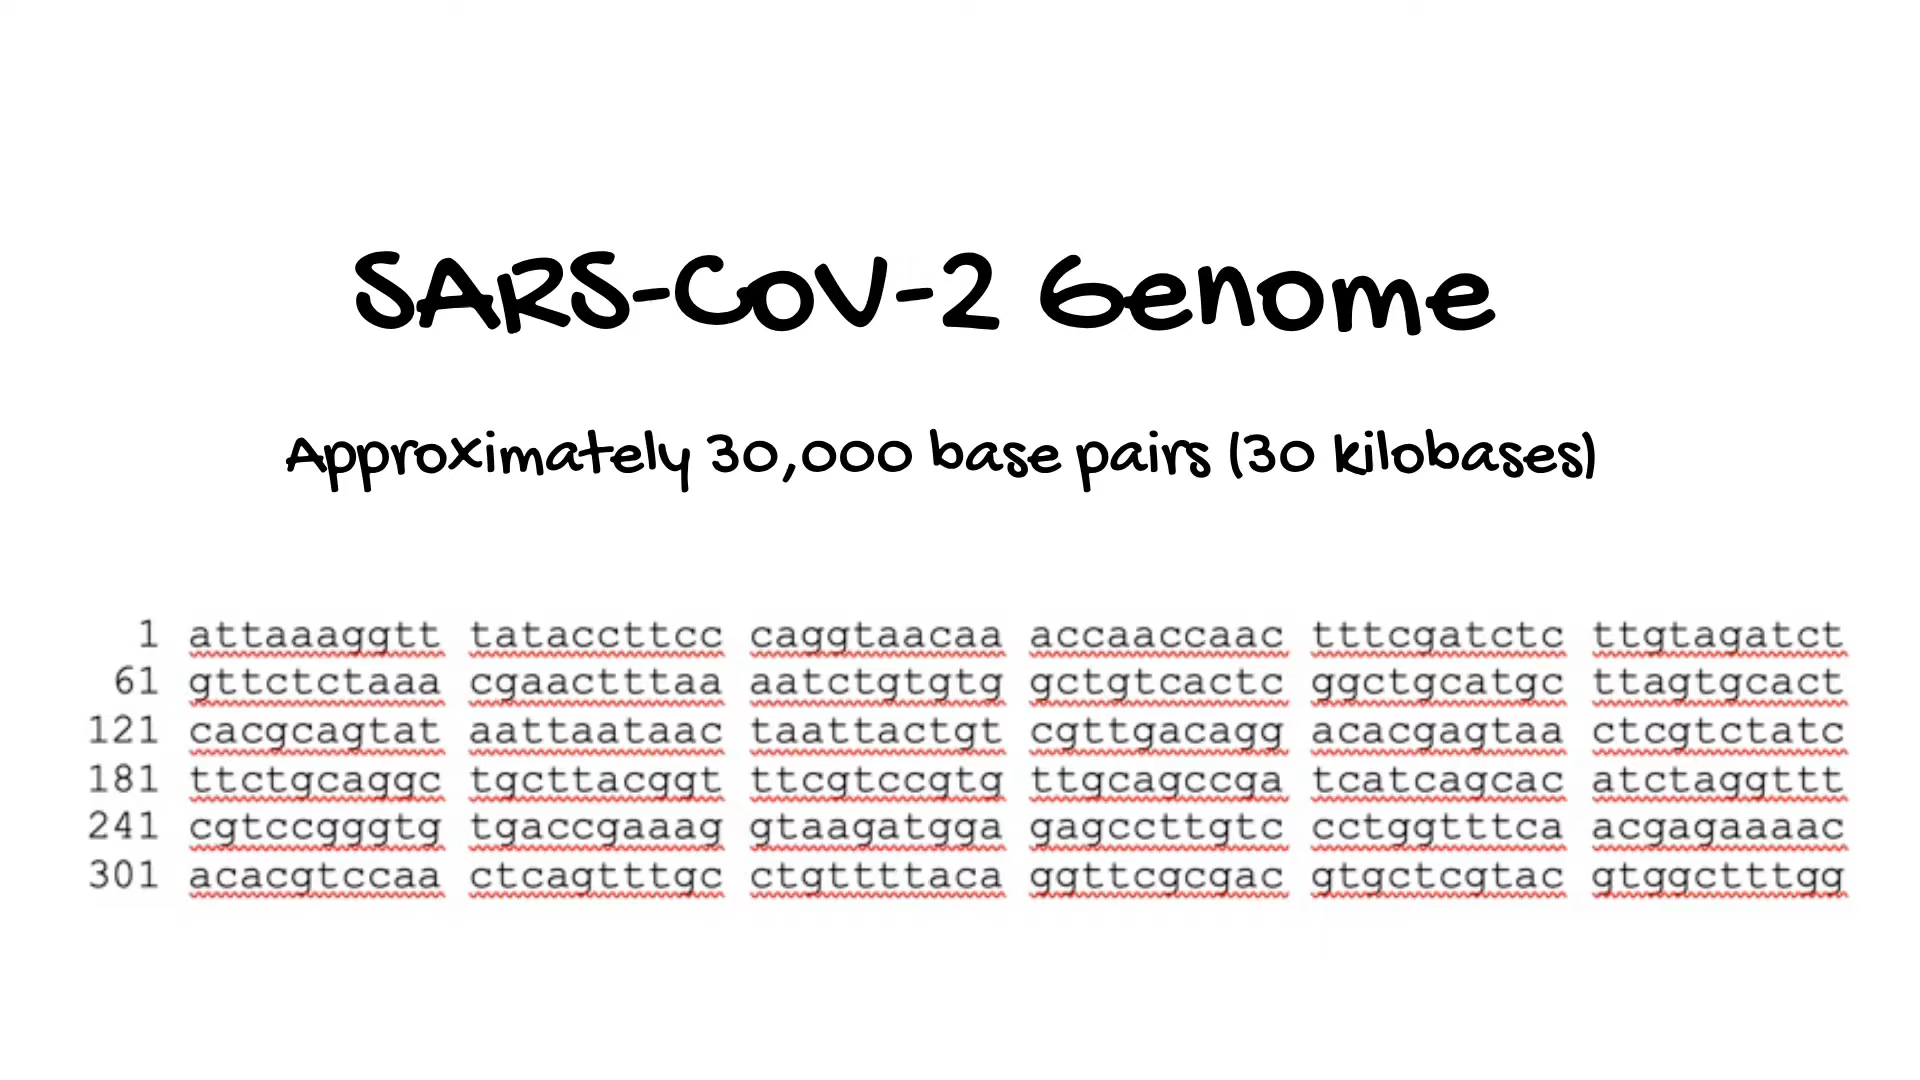 SARS-CoV-2 Genome
Approximately 30,000 base pairs (30 kilobases)
1 attaaaggtt tataccttcc caggtaacaa accaaccaac tttcgatctc ttgtagatct
61 gttctctaaa cgaactttaa aatctgtgtg gctgtcactc ggctgcatgc ttagtgcact
121 cacgcagtat aattaataac taattactgt cgttgacagg acacgagtaa ctcgtctatc
181 ttctgcaggc tgcttacggt ttcgtccgtg ttgcagccga tcatcagcac atctaggttt
241 cgtccgggtg tgaccgaaag gtaagatgga gagccttgtc cctggtttca acgagaaaac
301 acacgtccaa ctcagtttgc ctgttttaca ggttcgcgac gtgctcgtac gtggctttgg